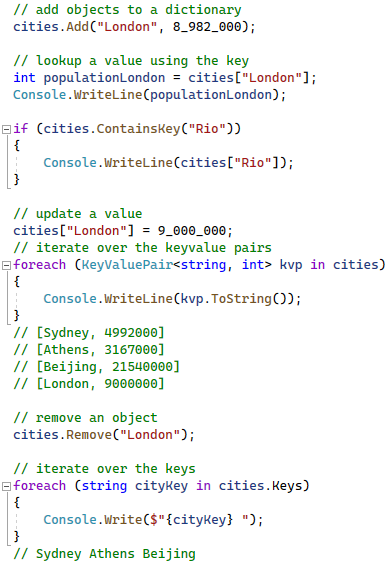 // add objects to a dictionary
cities.Add("London", 8_982_000);
// lookup a value using the key
int populationLondon = cities["London"];
Console.WriteLine(populationLondon);
if (cities.ContainsKey("Rio"))
{
Console.WriteLine(cities["Rio"]);
}
// update a value
cities["London"] = 9_000_000;
// iterate over the keyvalue pairs
foreach (KeyValuePair<string, int> kvp in cities)
{
Console.WriteLine(kvp.ToString());
}
// [Sydney, 4992000]
// [Athens, 3167000]
// [Beijing, 21540000]
// [London, 9000000]
// remove an object
cities.Remove("London");
// iterate over the keys
foreach (string cityKey in cities.Keys)
{
Console.Write($"{cityKey} ");
}
// Sydney Athens Beijing